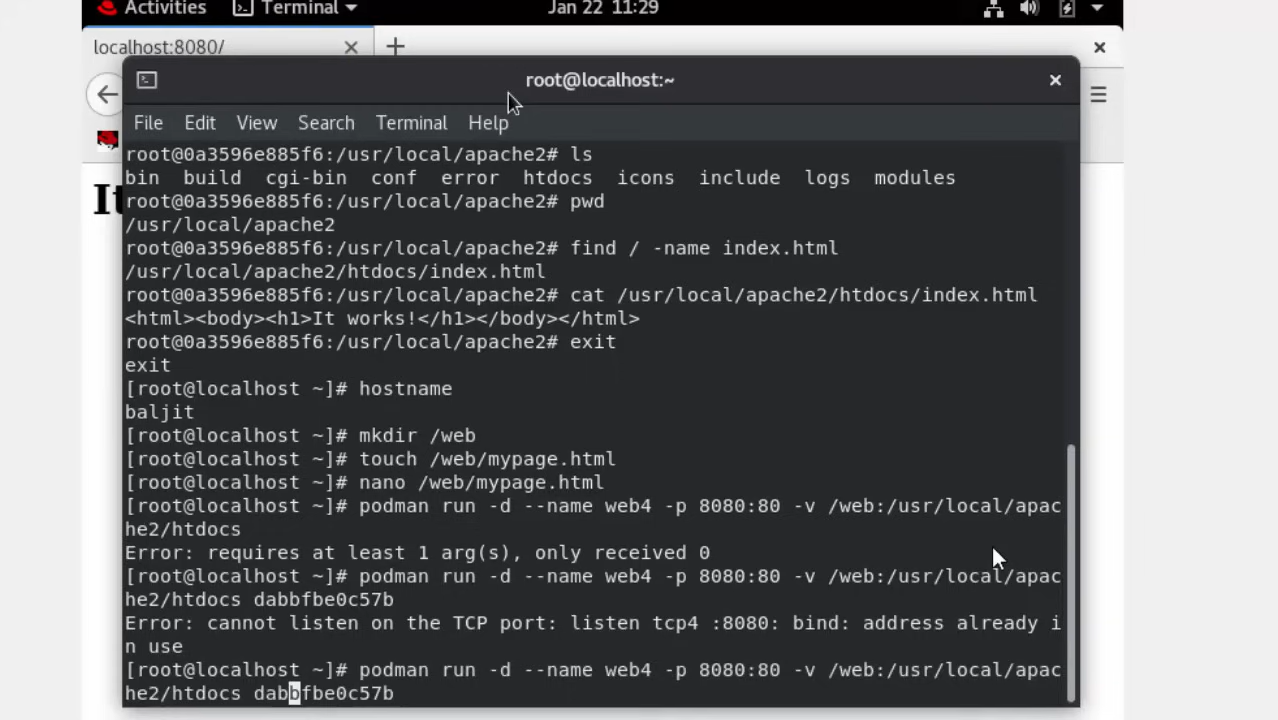 Activities Terminal Jan 22 11:29
localhost:8080/
root@localhost:~
File Edit View Search Terminal Help
It
root@0a3596e885f6:/usr/local/apache2# ls
bin build cgi-bin conf error htdocs icons include logs modules
root@0a3596e885f6:/usr/local/apache2# pwd
/usr/local/apache2
root@0a3596e885f6:/usr/local/apache2# find / -name index.html
/usr/local/apache2/htdocs/index.html
root@0a3596e885f6:/usr/local/apache2# cat /usr/local/apache2/htdocs/index.html
<html><body><h1>It works!</h1></body></html>
root@0a3596e885f6:/usr/local/apache2# exit
exit
[root@localhost ~]# hostname
baljit
[root@localhost ~]# mkdir /web
[root@localhost ~]# touch /web/mypage.html
[root@localhost ~]# nano /web/mypage.html
[root@localhost ~]# podman run -d --name web4 -p 8080:80 -v /web:/usr/local/apac
he2/htdocs
Error: requires at least 1 arg(s), only received 0
[root@localhost ~]# podman run -d --name web4 -p 8080:80 -v /web:/usr/local/apac
he2/htdocs dabbfbe0c57b
Error: cannot listen on the TCP port: listen tcp4 :8080: bind: address already i
n use
[root@localhost ~]# podman run -d --name web4 -p 8080:80 -v /web:/usr/local/apac
he2/htdocs dabbfbe0c57b